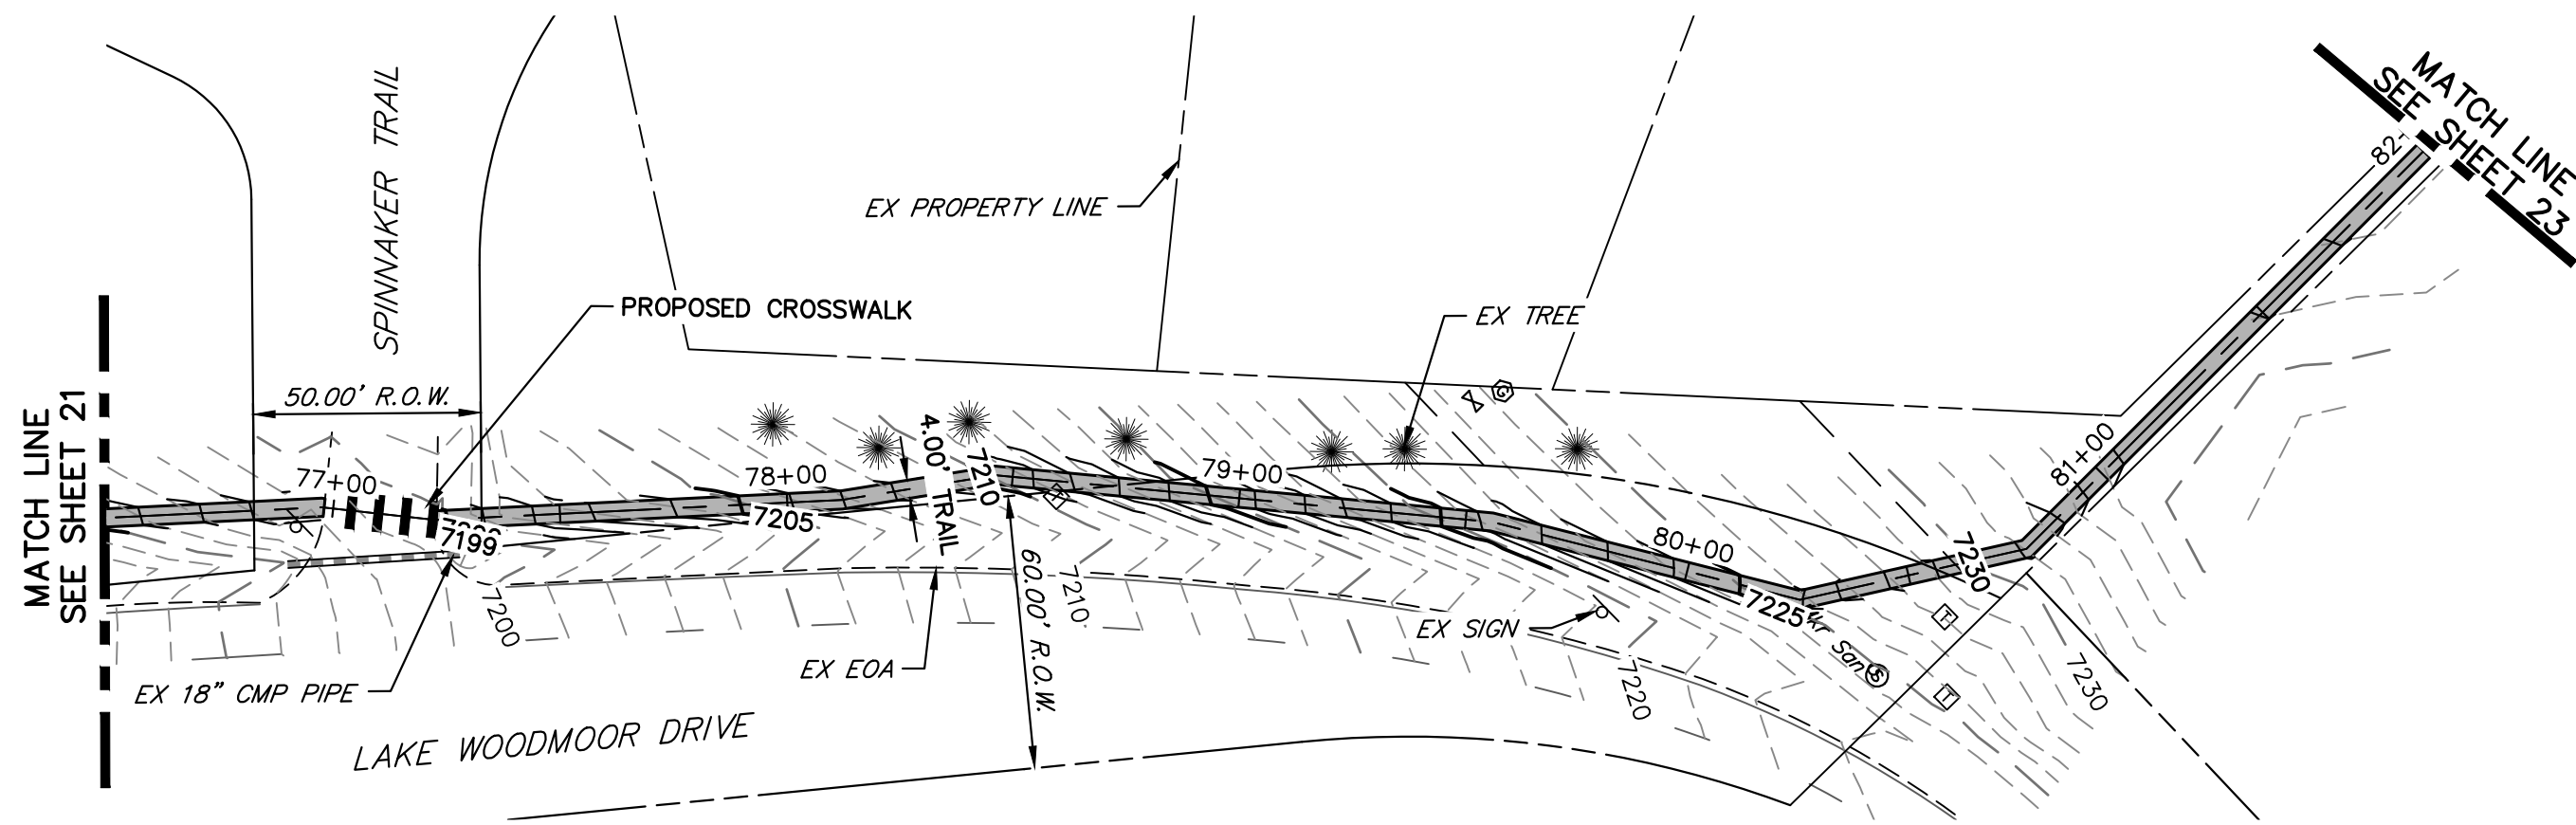 MATCH LINE
SEE SHEET 21
SPINNAKER TRAIL
50.00' R.O.W.
PROPOSED CROSSWALK
EX PROPERTY LINE
EX TREE
MATCH LINE
SEE SHEET 23
77+00
78+00
79+00
80+00
81+00
82
G
4.00' TRAIL
7210
7199
7205
T
7200
7210
60.00' R.O.W.
EX SIGN
EX EOA
7225
7230
San
S
T
T
7220
7230
EX 18" CMP PIPE
LAKE WOODMOOR DRIVE